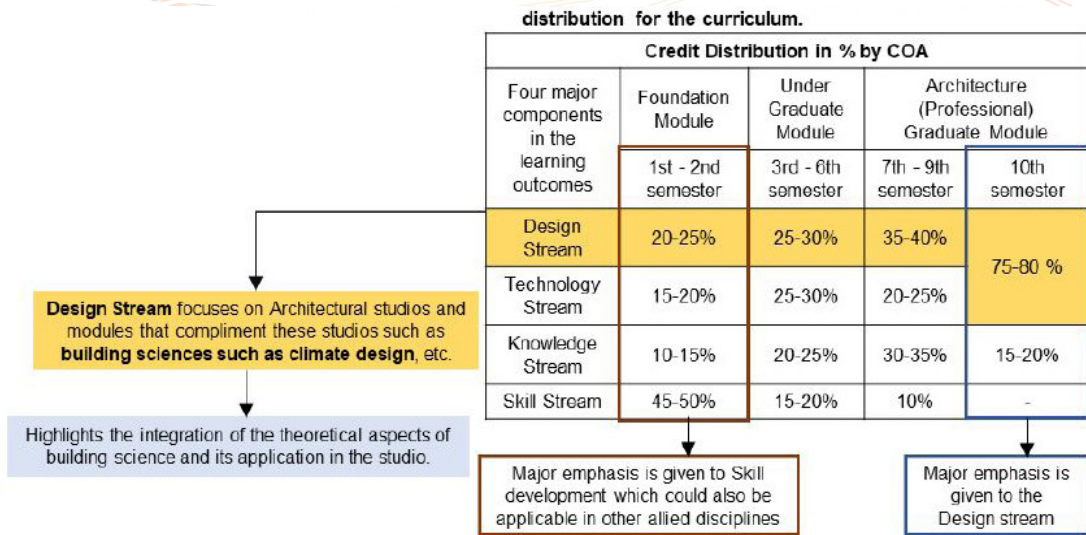 distribution for the curriculum.
Credit Distribution in % by COA
Four major
components
in the
learning
outcomes
Foundation
Module
Under
Graduate
Module
Architecture
(Professional)
Graduate Module
1st - 2nd
semester
3rd - 6th
semester
7th - 9th
semester
10th
semester
Design
Stream
20-25%
25-30%
35-40%
75-80 %
Technology
Stream
15-20%
25-30%
20-25%
Knowledge
Stream
10-15%
20-25%
30-35%
15-20%
Skill Stream
45-50%
15-20%
10%
-
Design Stream focuses on Architectural studios and
modules that compliment these studios such as
building sciences such as climate design, etc.
Highlights the integration of the theoretical aspects of
building science and its application in the studio.
Major emphasis is given to Skill
development which could also be
applicable in other allied disciplines
Major emphasis is
given to the
Design stream